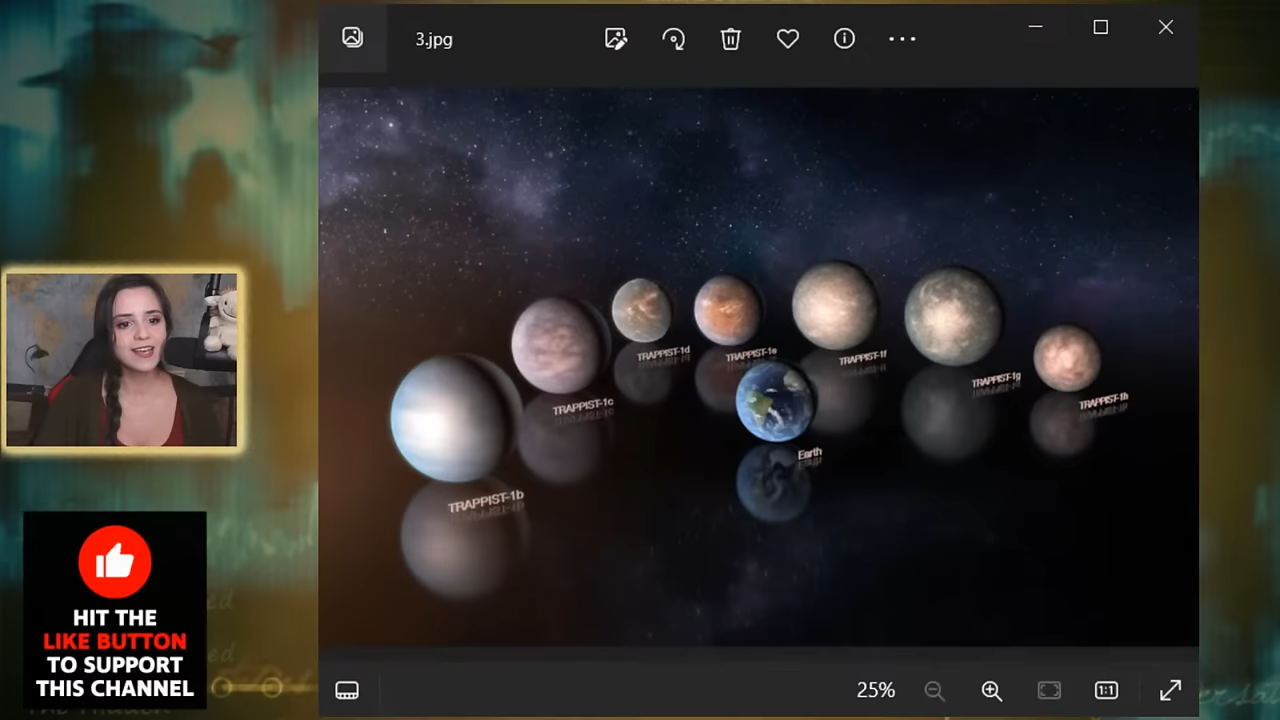 3.jpg
TRAPPIST-1d
TRAPPIST-1e
TRAPPIST-1f
TRAPPIST-1g
TRAPPIST-1c
TRAPPIST-1h
Earth
TRAPPIST-1b
HIT THE
LIKE BUTTON
TO SUPPORT
THIS CHANNEL
25%
1:1